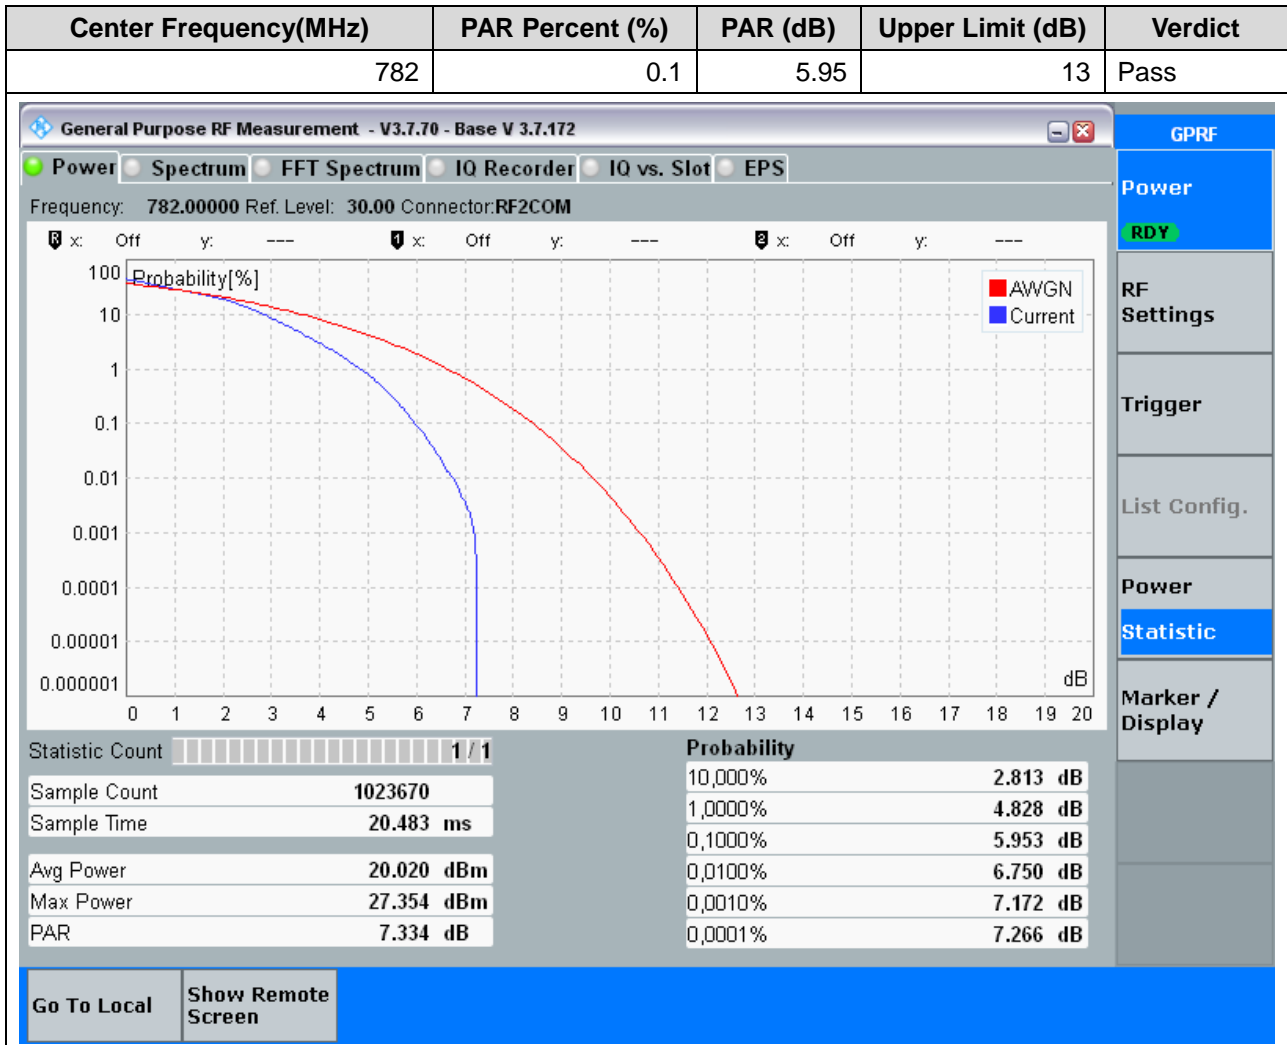 Center Frequency(MHz) PAR Percent (%) PAR (dB) Upper Limit (dB) Verdict
782 0.1 5.95 13 Pass
General Purpose RF Measurement - V3.7.70 - Base V 3.7.172
GPRF
Power Spectrum FFT Spectrum IQ Recorder IQ vs. Slot EPS
Frequency: 782.00000 Ref. Level: 30.00 Connector:RF2COM
R x: Off y: --- 1 x: Off y: --- 2 x: Off y: ---
Probability[%]
AWGN
Current
100
10
1
0.1
0.01
0.001
0.0001
0.00001
0.000001
dB
0 1 2 3 4 5 6 7 8 9 10 11 12 13 14 15 16 17 18 19 20
Statistic Count 1 / 1
Sample Count 1023670
Sample Time 20.483 ms
Avg Power 20.020 dBm
Max Power 27.354 dBm
PAR 7.334 dB
Probability
10,000% 2.813 dB
1,0000% 4.828 dB
0,1000% 5.953 dB
0,0100% 6.750 dB
0,0010% 7.172 dB
0,0001% 7.266 dB
Power
RDY
RF
Settings
Trigger
List Config.
Power
Statistic
Marker /
Display
Go To Local
Show Remote
Screen